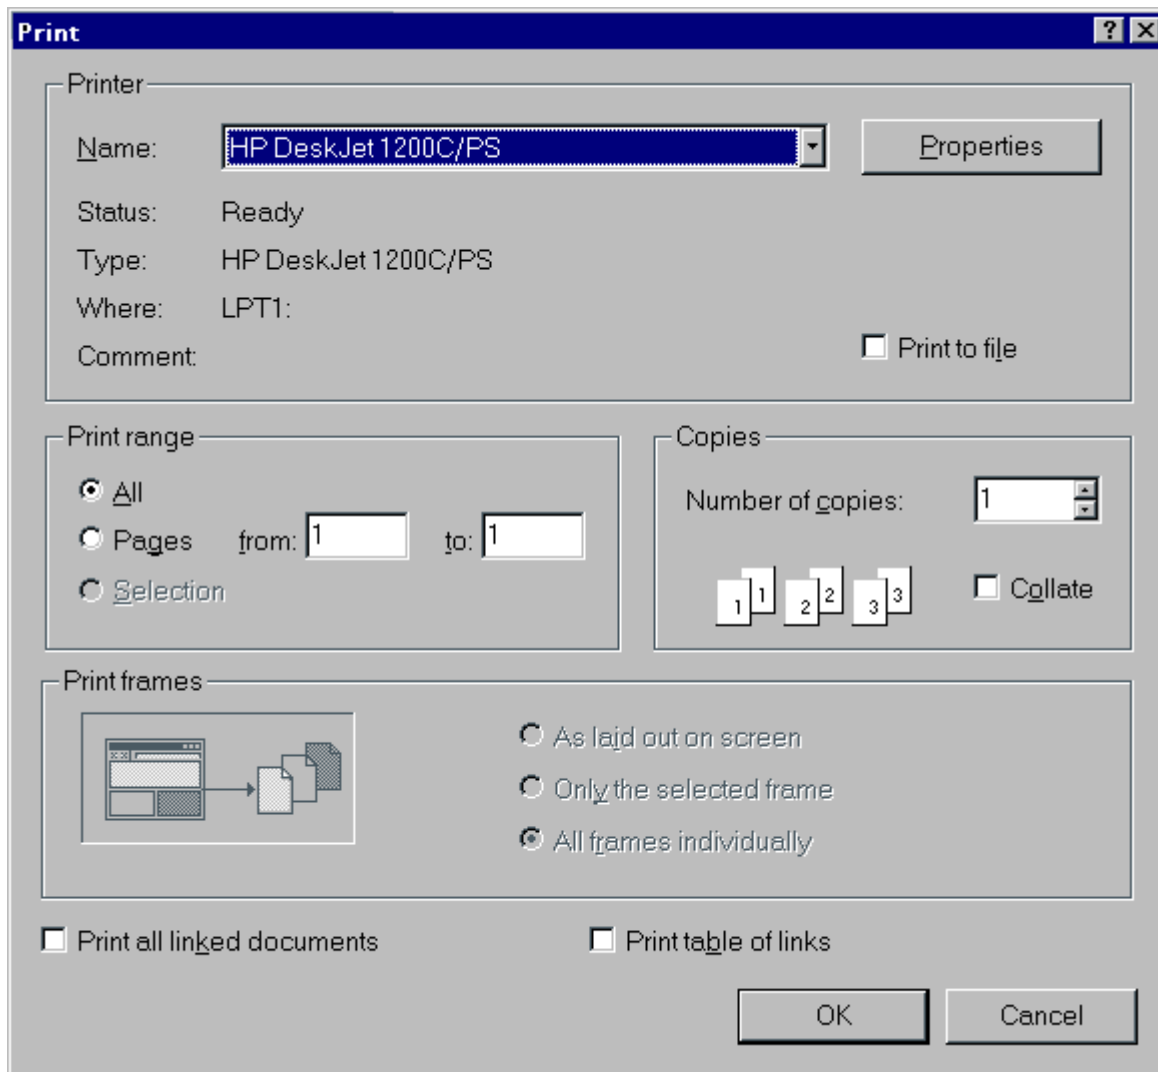 Print
Printer
Name: HP DeskJet 1200C/PS Properties
Status: Ready
Type: HP DeskJet 1200C/PS
Where: LPT1:
Comment:
Print to file
Print range
All
Pages from: 1 to: 1
Selection
Copies
Number of copies: 1
1 1 2 2 3 3
Collate
Print frames
As laid out on screen
Only the selected frame
All frames individually
Print all linked documents Print table of links
OK Cancel